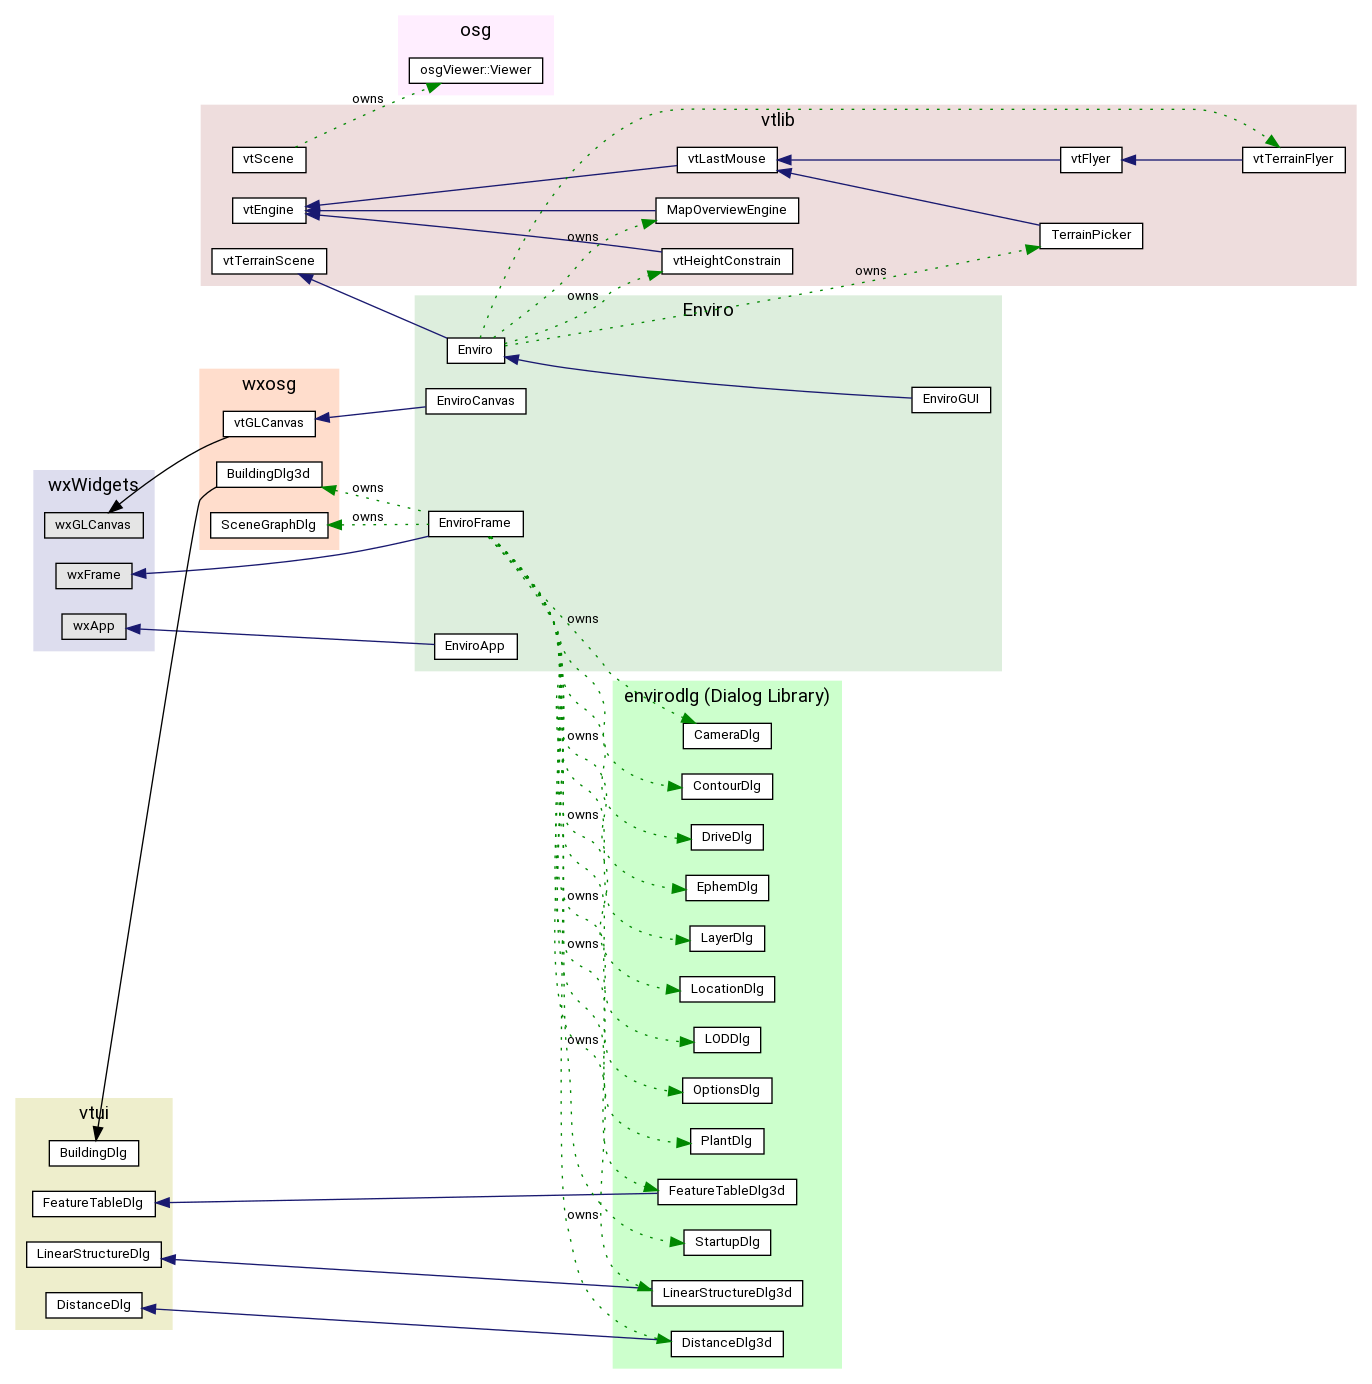 osg
osgViewer::Viewer
owns
vtlib
vtScene
vtLastMouse
vtFlyer
vtTerrainFlyer
vtEngine
MapOverviewEngine
owns
TerrainPicker
vtTerrainScene
vtHeightConstrain
owns
owns
Enviro
Enviro
EnviroCanvas
EnviroGUI
EnviroFrame
EnviroApp
wxosg
vtGLCanvas
BuildingDlg3d
owns
SceneGraphDlg
owns
wxWidgets
wxGLCanvas
wxFrame
wxApp
owns
envirodlg (Dialog Library)
CameraDlg
owns
ContourDlg
owns
DriveDlg
EphemDlg
owns
LayerDlg
owns
LocationDlg
LODDlg
owns
OptionsDlg
PlantDlg
FeatureTableDlg3d
owns
StartupDlg
LinearStructureDlg3d
DistanceDlg3d
vtui
BuildingDlg
FeatureTableDlg
LinearStructureDlg
DistanceDlg